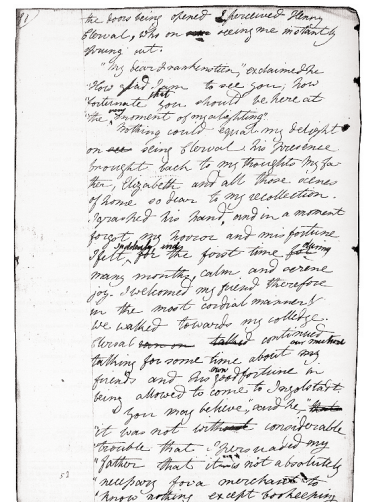 91
the doors being opened I perceived Henry
Clerval, who on seeing me instantly
sprung out.
"My dear Frankenstein," exclaimed he
"How glad I am to see you; how
fortunate that you should be here at
"the very moment of my alighting."
Nothing could equal my delight
on seeing Clerval his presence
brought back to my thoughts my fa-
ther, Elizabeth and all those scenes
of home so dear to my recollection.
I grasped his hand, and in a moment
forgot my horror and misfortune
I felt, suddenly, and for the first time during
many months, calm and serene
joy. I welcomed my friend therefore
in the most cordial manner &
we walked towards my colledge.
Clerval continued
talking for some time about our mutual
friends and his own good fortune in
being allowed to come to Ingolstadt.
"You may believe," said he,
"it was not without considerable
"trouble that I persuaded my
"father that it was not absolutely
"necessary for a merchant to
"know nothing except bookkeeping